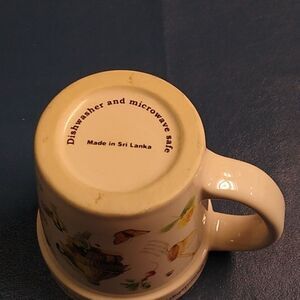 Dishwasher and microwave safe
Made in Sri Lanka